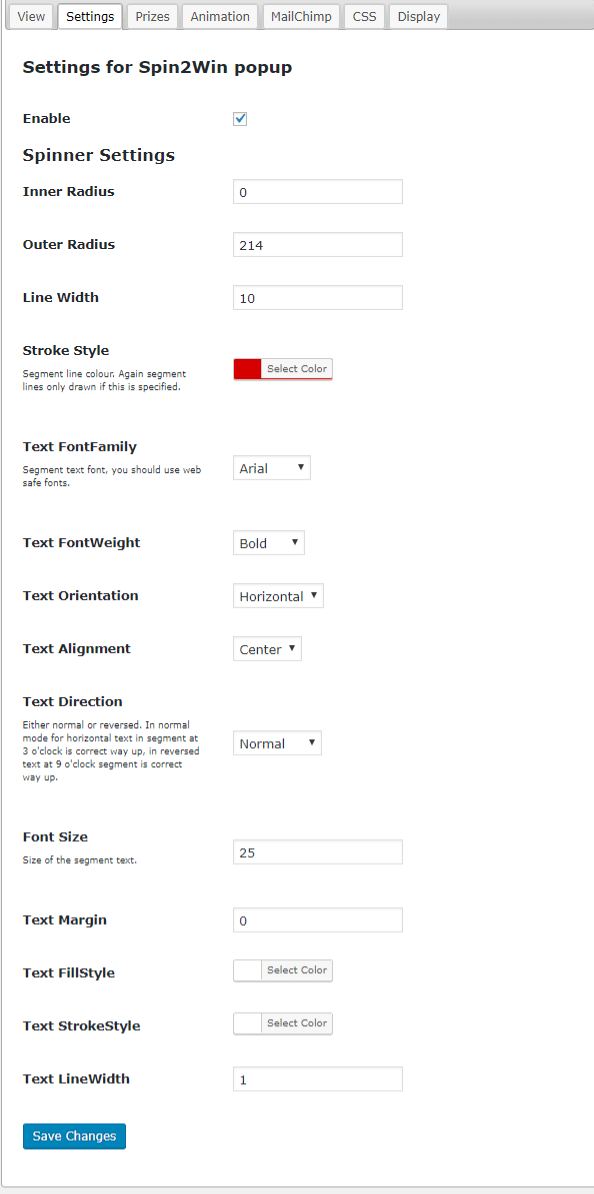 View Settings Prizes Animation MailChimp CSS Display
Settings for Spin2Win popup
Enable
Spinner Settings
Inner Radius 0
Outer Radius 214
Line Width 10
Stroke Style
Segment line colour. Again segment
lines only drawn if this is specified.
Select Color
Text FontFamily
Segment text font, you should use web
safe fonts.
Arial
Text FontWeight Bold
Text Orientation Horizontal
Text Alignment Center
Text Direction
Either normal or reversed. In normal
mode for horizontal text in segment at
3 o'clock is correct way up, in reversed
text at 9 o'clock segment is correct
way up.
Normal
Font Size
Size of the segment text.
25
Text Margin 0
Text FillStyle Select Color
Text StrokeStyle Select Color
Text LineWidth 1
Save Changes